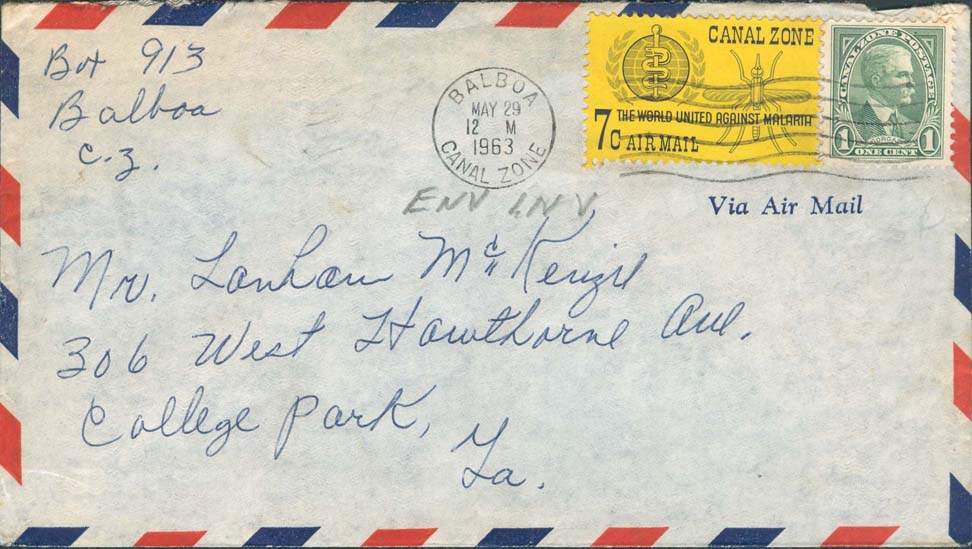 Box 913
Balboa
C.Z.
BALBOA
MAY 29
12 M
1963
CANAL ZONE
CANAL ZONE
THE WORLD UNITED AGAINST MALARIA
7c AIR MAIL
CANAL ZONE POSTAGE
1 1
ONE CENT
ENV INV
Via Air Mail
Mr. Lanham McKenzie
306 West Hawthorne Ave.
College Park,
Ga.